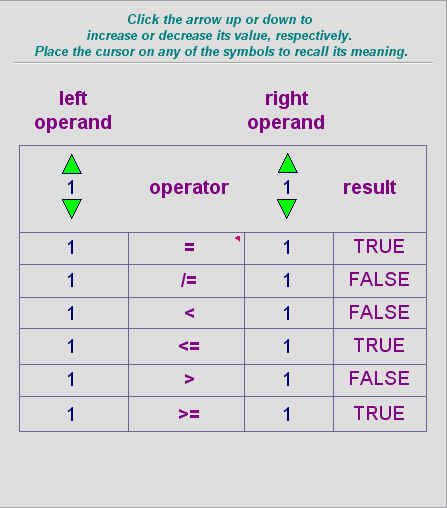 Click the arrow up or down to
increase or decrease its value, respectively.
Place the cursor on any of the symbols to recall its meaning.
left operand
right operand
1 operator 1 result
1 = 1 TRUE
1 /= 1 FALSE
1 < 1 FALSE
1 <= 1 TRUE
1 > 1 FALSE
1 >= 1 TRUE